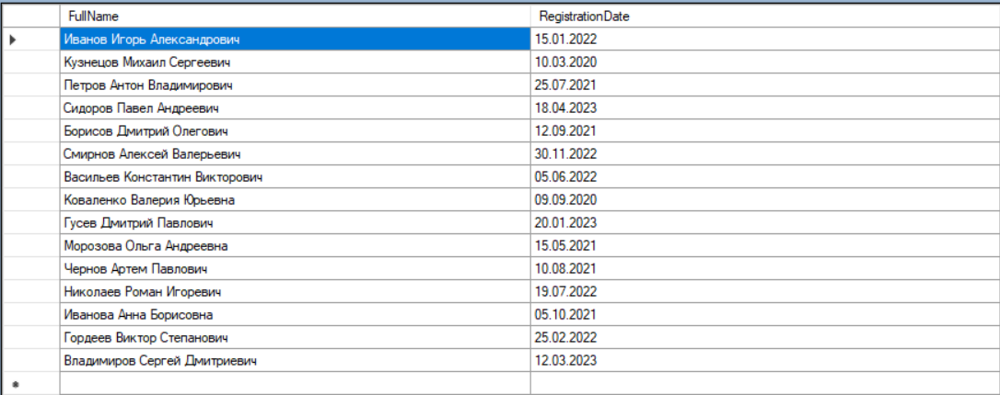 FullName RegistrationDate
Иванов Игорь Александрович 15.01.2022
Кузнецов Михаил Сергеевич 10.03.2020
Петров Антон Владимирович 25.07.2021
Сидоров Павел Андреевич 18.04.2023
Борисов Дмитрий Олегович 12.09.2021
Смирнов Алексей Валерьевич 30.11.2022
Васильев Константин Викторович 05.06.2022
Коваленко Валерия Юрьевна 09.09.2020
Гусев Дмитрий Павлович 20.01.2023
Морозова Ольга Андреевна 15.05.2021
Чернов Артем Павлович 10.08.2021
Николаев Роман Игоревич 19.07.2022
Иванова Анна Борисовна 05.10.2021
Гордеев Виктор Степанович 25.02.2022
Владимиров Сергей Дмитриевич 12.03.2023